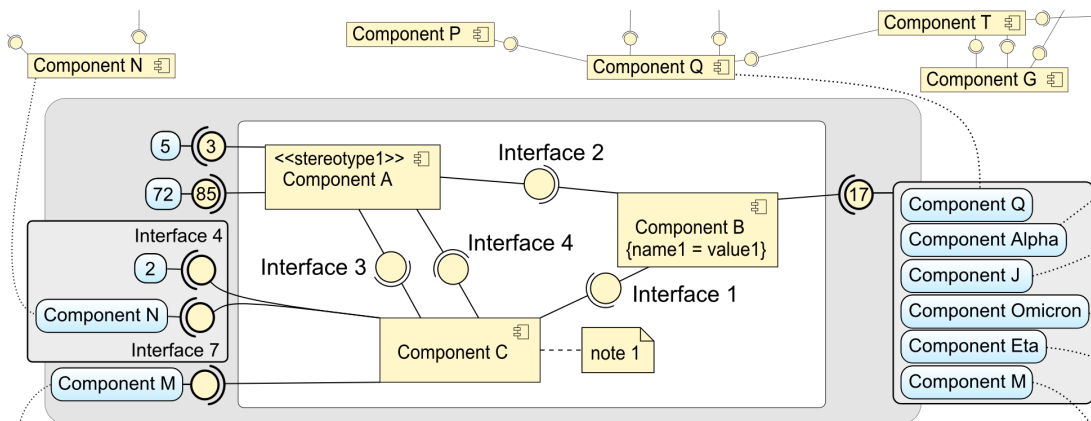 Component P
Component T
Component N
Component Q
Component G
5
3
<<stereotype1>>
Component A
Interface 2
72
85
17
Component B
{name1 = value1}
Component Q
Component Alpha
Component J
Component Omicron
Component Eta
Component M
Interface 4
2
Interface 3
Interface 4
Interface 1
Component N
Interface 7
Component C
note 1
Component M